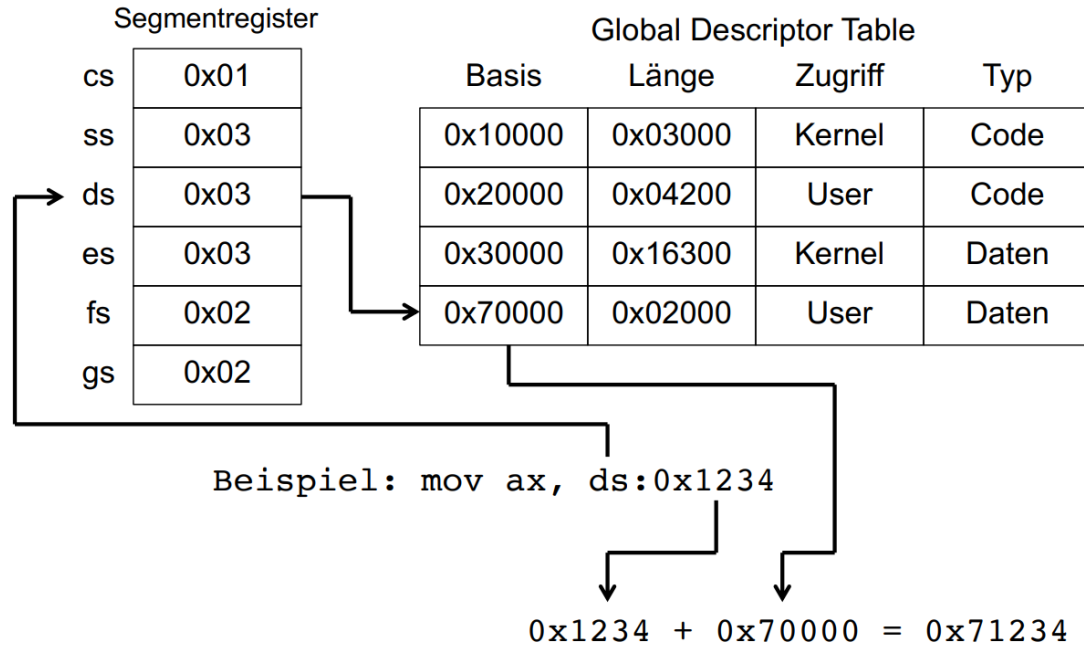 Segmentregister
cs 0x01
ss 0x03
ds 0x03
es 0x03
fs 0x02
gs 0x02
Global Descriptor Table
Basis Länge Zugriff Typ
0x10000 0x03000 Kernel Code
0x20000 0x04200 User Code
0x30000 0x16300 Kernel Daten
0x70000 0x02000 User Daten
Beispiel: mov ax, ds:0x1234
0x1234 + 0x70000 = 0x71234